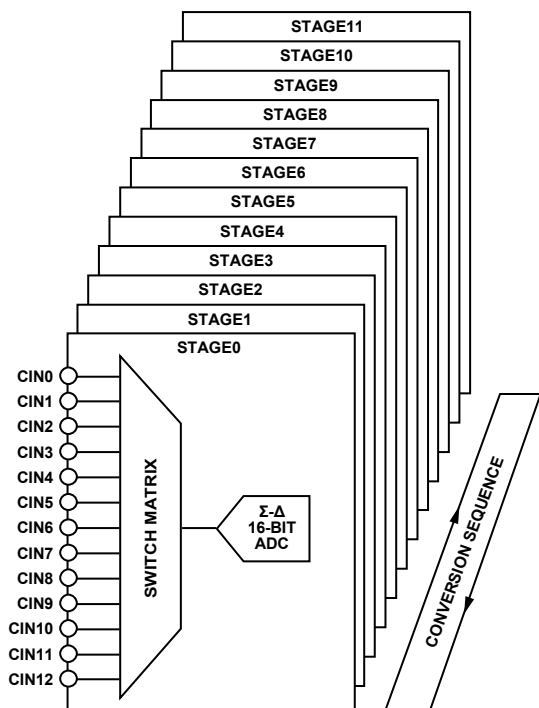 STAGE11
STAGE10
STAGE9
STAGE8
STAGE7
STAGE6
STAGE5
STAGE4
STAGE3
STAGE2
STAGE1
STAGE0
CIN0
CIN1
CIN2
CIN3
CIN4
CIN5
CIN6
CIN7
CIN8
CIN9
CIN10
CIN11
CIN12
SWITCH MATRIX
Σ-Δ
16-BIT
ADC
CONVERSION SEQUENCE